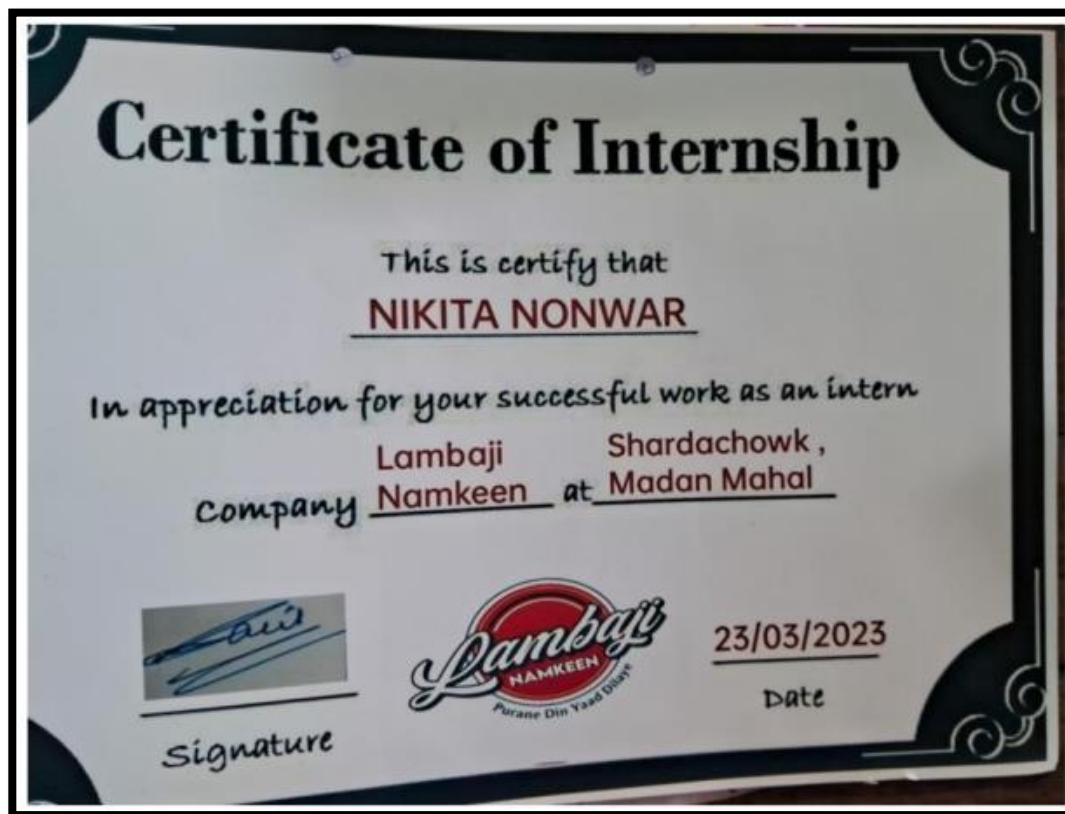 Certificate of Internship
This is certify that
NIKITA NONWAR
In appreciation for your successful work as an intern
Company Lambaji Namkeen at Shardachowk, Madan Mahal
Lambaji
NAMKEEN
Purane Din Yaad Dilaye
23/03/2023
Signature
Date